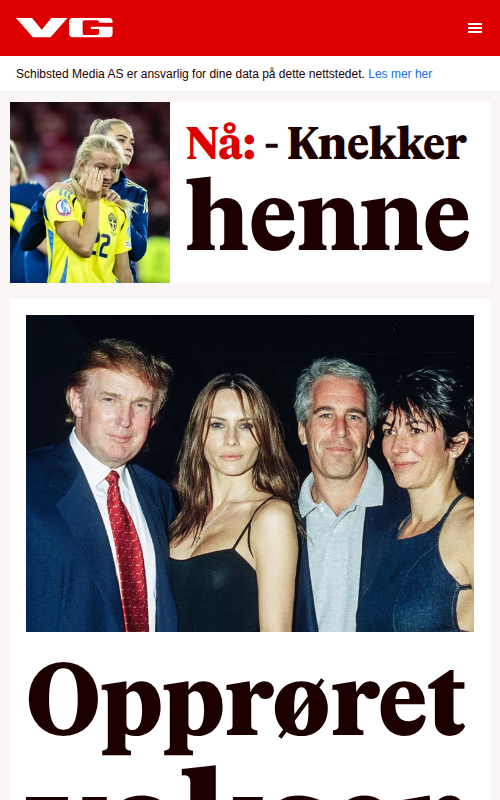 VG
Schibsted Media AS er ansvarlig for dine data på dette nettstedet. Les mer her
Nå: - Knekker
henne
22
Opprøret